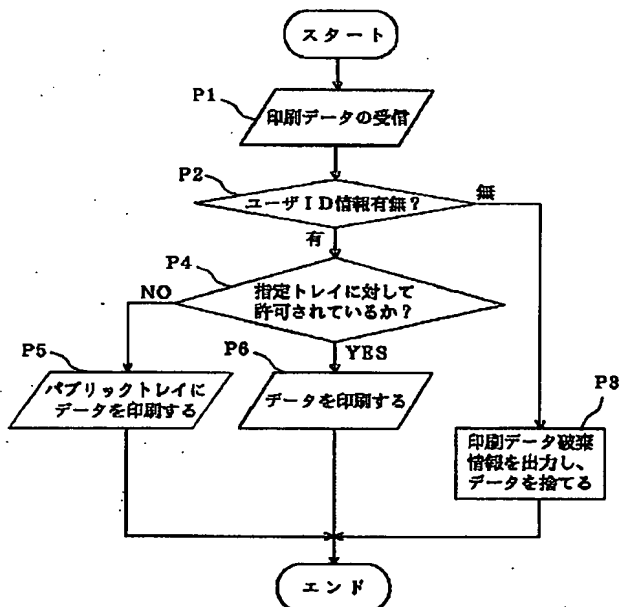 スタート
P1
印刷データの受信
P2
ユーザID情報有無?
無
有
P4
指定トレイに対して
許可されているか?
NO
YES
P5
パブリックトレイに
データを印刷する
P6
データを印刷する
P8
印刷データ破棄
情報を出力し、
データを捨てる
エンド